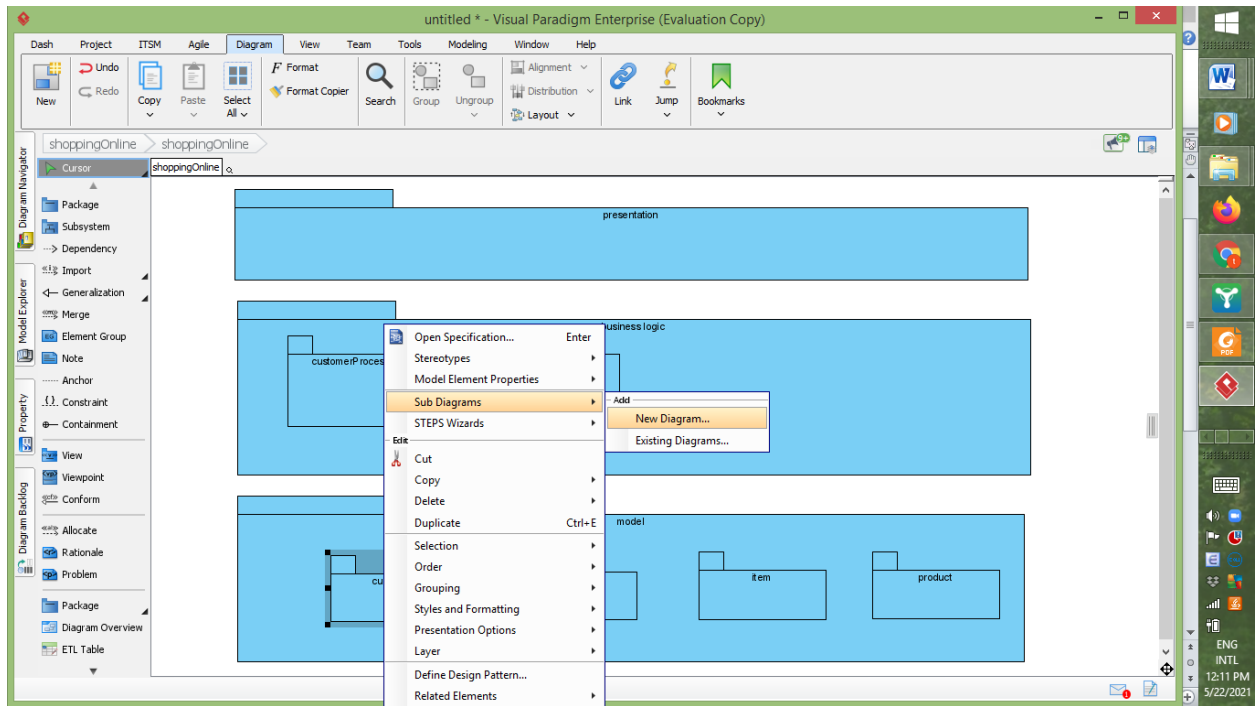 untitled * - Visual Paradigm Enterprise (Evaluation Copy)
Dash Project ITSM Agile Diagram View Team Tools Modeling Window Help
New
Undo
Redo
Copy
Paste
Select All
Format
Format Copier
Search
Group
Ungroup
Alignment
Distribution
Layout
Link
Jump
Bookmarks
shoppingOnline shoppingOnline
shoppingOnline
Diagram Navigator
Model Explorer
Property
Diagram Backlog
Cursor
Package
Subsystem
Dependency
Import
Generalization
Merge
Element Group
Note
Anchor
Constraint
Containment
View
Viewpoint
Conform
Allocate
Rationale
Problem
Package
Diagram Overview
ETL Table
presentation
business logic
customerProces
model
cu
item
product
Open Specification... Enter
Stereotypes
Model Element Properties
Sub Diagrams
STEPS Wizards
Edit
Cut
Copy
Delete
Duplicate Ctrl+E
Selection
Order
Grouping
Styles and Formatting
Presentation Options
Layer
Define Design Pattern...
Related Elements
Add
New Diagram...
Existing Diagrams...
W
PDF
ENG
INTL
12:11 PM
5/22/2021